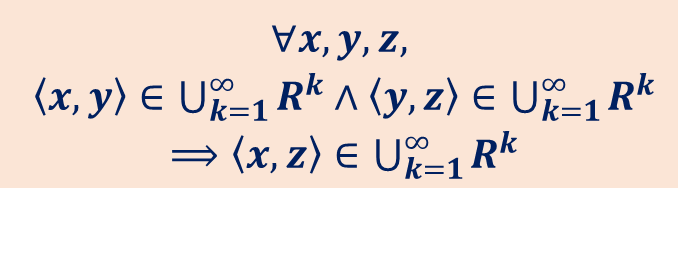 ∀x, y, z,
⟨x, y⟩ ∈ ⋃_{k=1}^{∞} R^k ∧ ⟨y, z⟩ ∈ ⋃_{k=1}^{∞} R^k
⟹ ⟨x, z⟩ ∈ ⋃_{k=1}^{∞} R^k